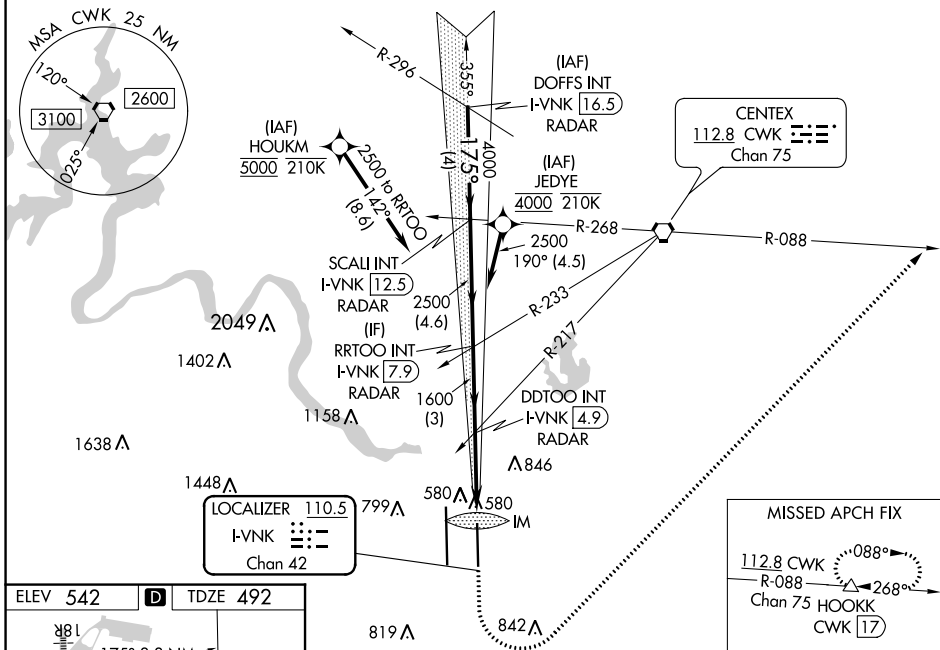 MSA CWK 25 NM
120°
3100
2600
025°
R-296
355°
(IAF)
DOFFS INT
I-VNK 16.5
RADAR
CENTEX
112.8 CWK
Chan 75
(IAF)
HOUKM
5000 210K
2500 to RRTOO
142°
(8.6)
175°
(4)
4000
(IAF)
JEDYE
4000 210K
R-268
R-088
2500
190° (4.5)
SCALI INT
I-VNK 12.5
RADAR
2500
(4.6)
R-233
R-217
(IF)
RRTOO INT
I-VNK 7.9
RADAR
1600
(3)
DDTOO INT
I-VNK 4.9
RADAR
2049
1402
1158
1638
1448
799
580
580
846
IM
LOCALIZER 110.5
I-VNK
Chan 42
MISSED APCH FIX
112.8 CWK
R-088
Chan 75
088°
268°
HOOKK
CWK 17
ELEV 542
D
TDZE 492
18R
819
842